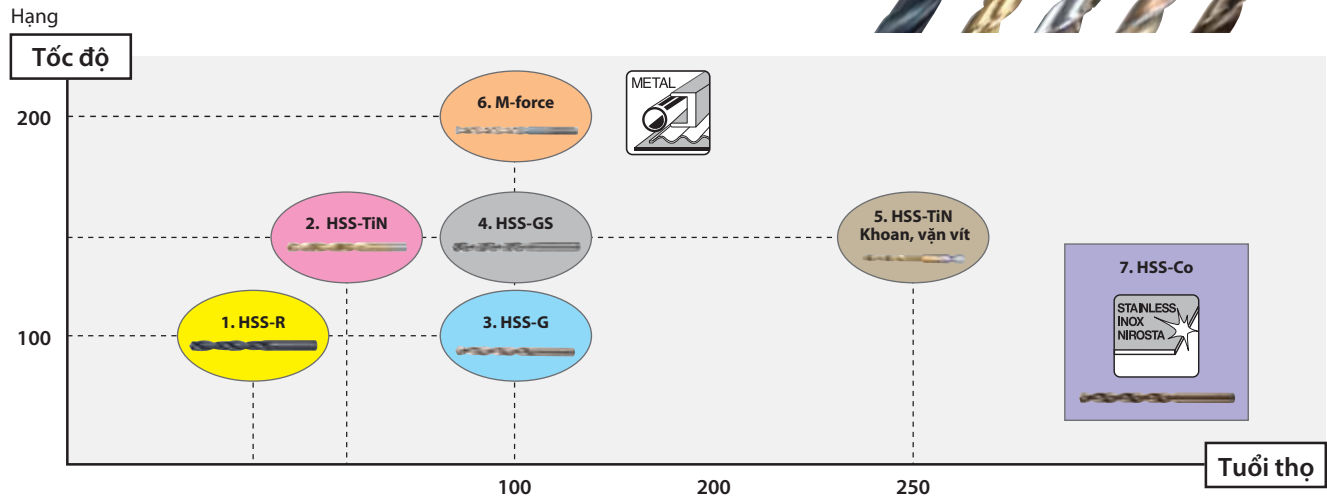 Hạng
Tốc độ
METAL
6. M-force
200
2. HSS-TiN
4. HSS-GS
5. HSS-TiN
Khoan, vặn vít
7. HSS-Co
STAINLESS
INOX
NIROSTA
1. HSS-R
3. HSS-G
100
Tuổi thọ
100
200
250